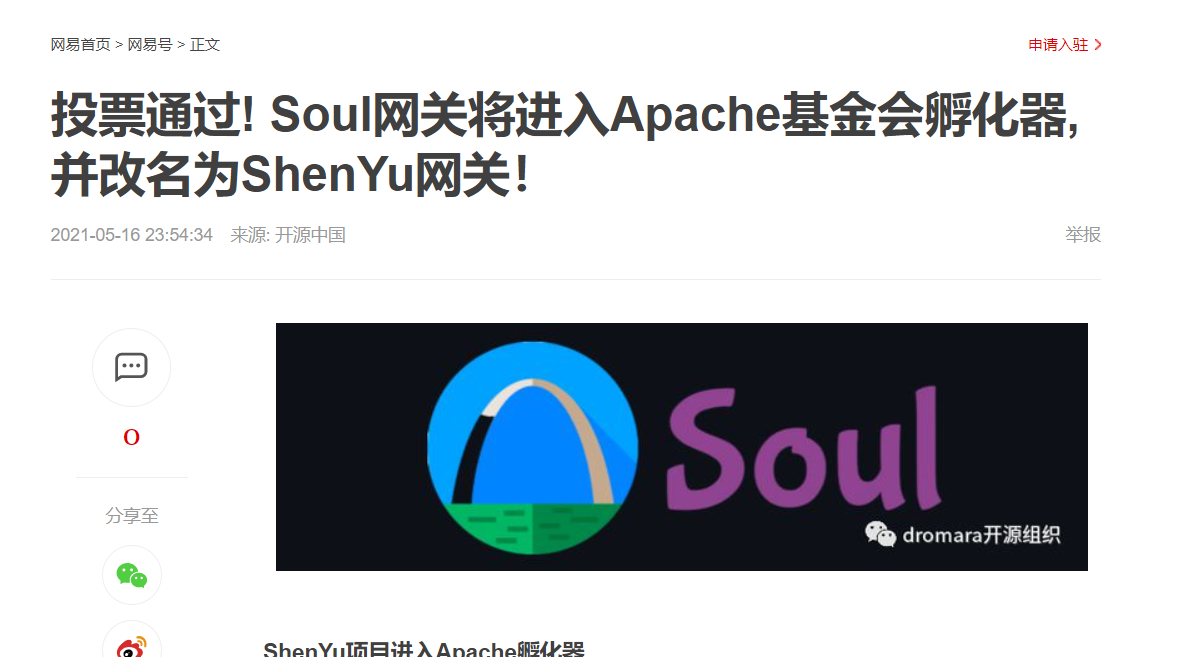 网易首页 > 网易号 > 正文
申请入驻
投票通过! Soul网关将进入Apache基金会孵化器,
并改名为ShenYu网关!
2021-05-16 23:54:34 来源: 开源中国
举报
0
分享至
Soul
dromara开源组织
ShenYu项目进入Apache孵化器